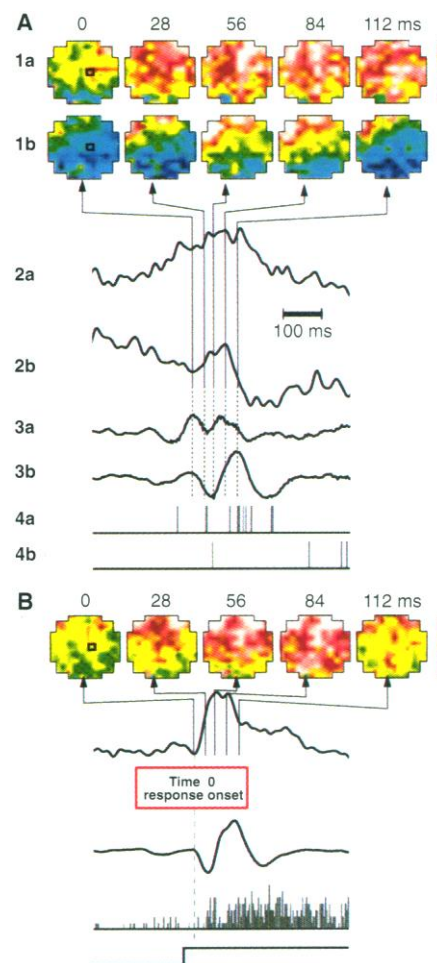 A
0 28 56 84 112 ms
1a
1b
2a
100 ms
2b
3a
3b
4a
4b
B
0 28 56 84 112 ms
Time 0
response onset